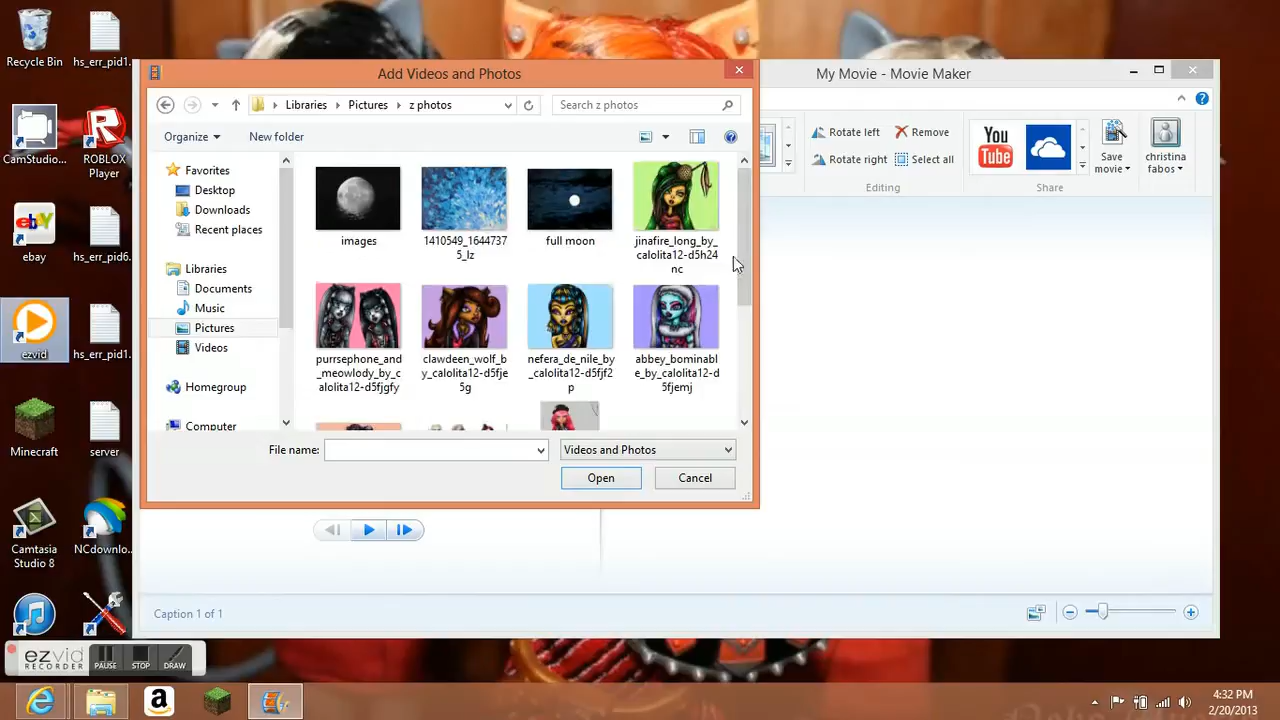 Recycle Bin
hs_err_pid1...
CamStudio...
ROBLOX
Player
ebay
hs_err_pid6...
ezvid
hs_err_pid1...
Minecraft
server
Camtasia
Studio 8
NCdownlo...
Add Videos and Photos
Libraries
Pictures
z photos
Search z photos
Organize
New folder
Favorites
Desktop
Downloads
Recent places
Libraries
Documents
Music
Pictures
Videos
Homegroup
Computer
images
1410549_1644737
5_lz
full moon
jinafire_long_by_
calolita12-d5h24
nc
purrsephone_and
_meowlody_by_c
alolita12-d5fjgfy
clawdeen_wolf_b
y_calolita12-d5fje
5g
nefera_de_nile_by
_calolita12-d5fjf2
p
abbey_bominabl
e_by_calolita12-d
5fjemj
File name:
Videos and Photos
Open
Cancel
My Movie - Movie Maker
Rotate left
Remove
Rotate right
Select all
Editing
You
Tube
Save
movie
christina
fabos
Share
Caption 1 of 1
ezvid
RECORDER
PAUSE
STOP
DRAW
4:32 PM
2/20/2013